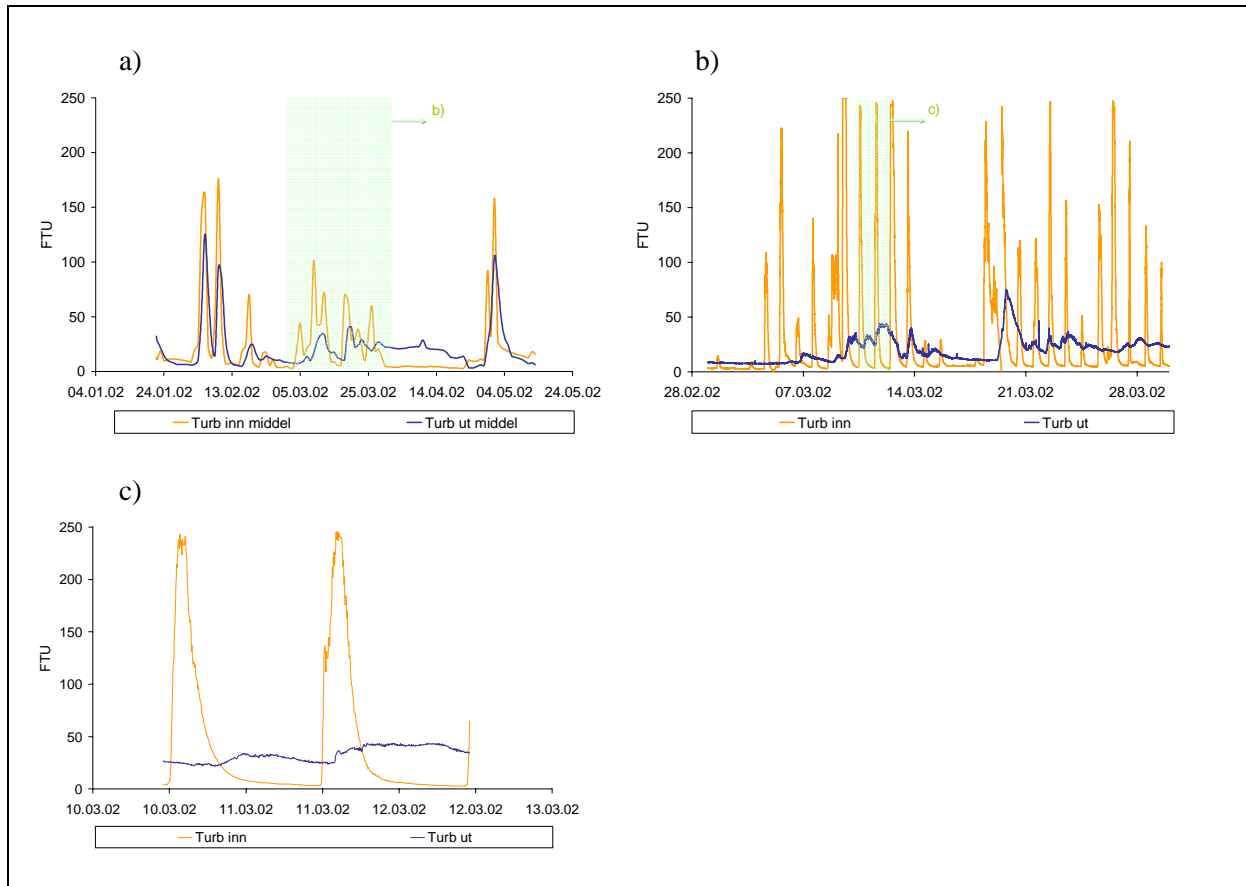 a)
250
200
150
100
50
0
FTU
b)
04.01.02 24.01.02 13.02.02 05.03.02 25.03.02 14.04.02 04.05.02 24.05.02
Turb inn middel Turb ut middel
b)
250
200
150
100
50
0
FTU
c)
28.02.02 07.03.02 14.03.02 21.03.02 28.03.02
Turb inn Turb ut
c)
250
200
150
100
50
0
FTU
10.03.02 10.03.02 11.03.02 11.03.02 12.03.02 12.03.02 13.03.02
Turb inn Turb ut